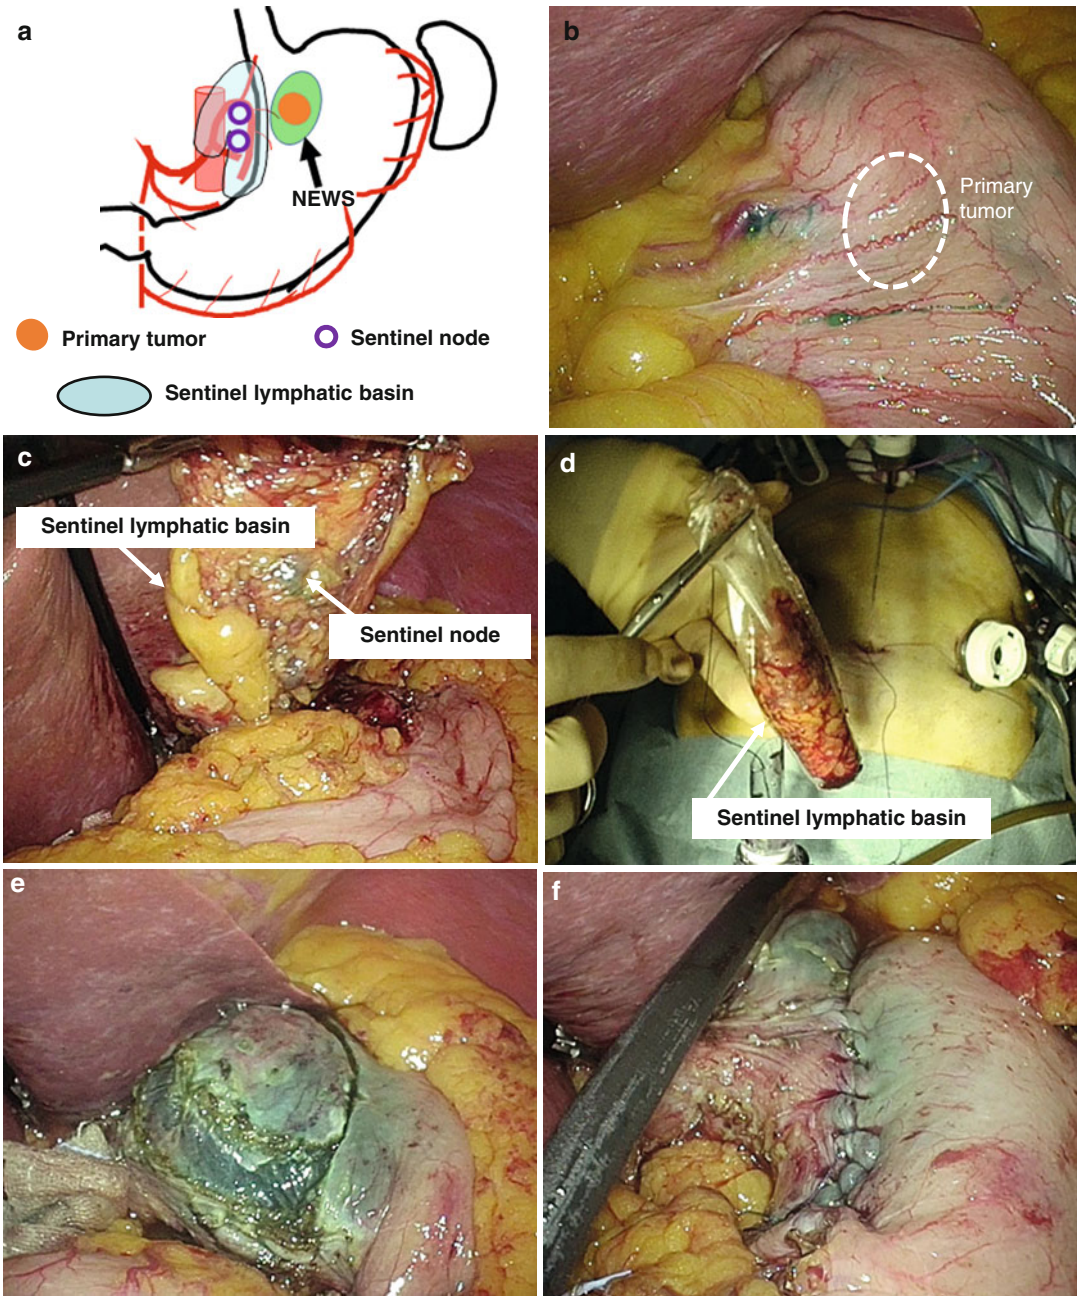 a
NEWS
Primary tumor
Sentinel node
Sentinel lymphatic basin
b
Primary
tumor
c
Sentinel lymphatic basin
Sentinel node
d
Sentinel lymphatic basin
e
f